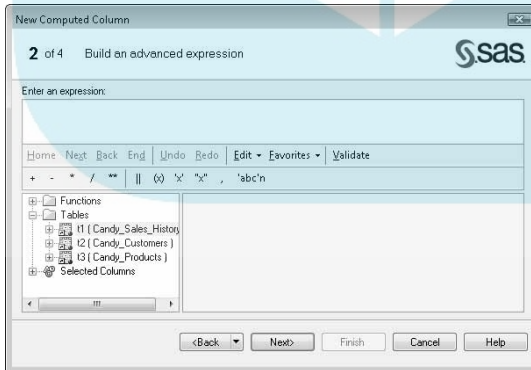 New Computed Column
2 of 4 Build an advanced expression
sas
Enter an expression:
Home Next Back End Undo Redo Edit Favorites Validate
+ - * / ** || (x) 'x' "x" , 'abc'n
Functions
Tables
t1 ( Candy_Sales_History
t2 ( Candy_Customers )
t3 ( Candy_Products )
Selected Columns
<Back Next> Finish Cancel Help